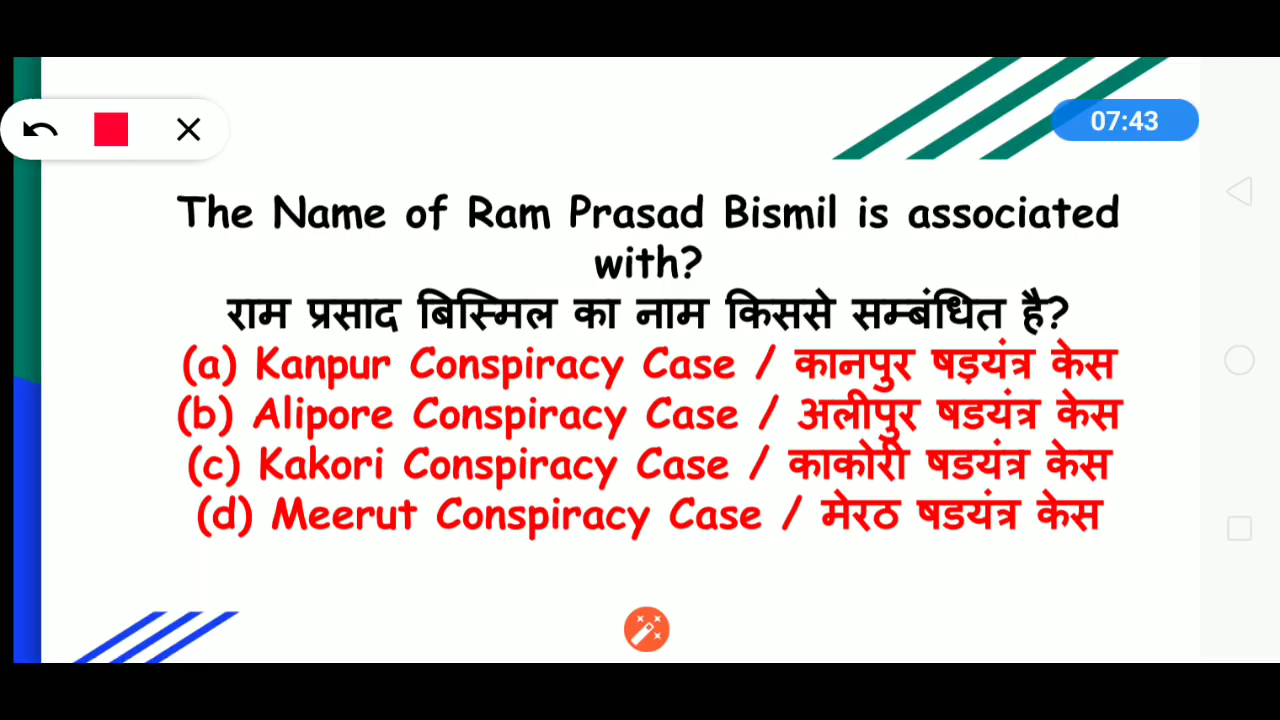 07:43
The Name of Ram Prasad Bismil is associated
with?
राम प्रसाद बिस्मिल का नाम किससे सम्बंधित है?
(a) Kanpur Conspiracy Case / कानपुर षड़यंत्र केस
(b) Alipore Conspiracy Case / अलीपुर षडयंत्र केस
(c) Kakori Conspiracy Case / काकोरी षडयंत्र केस
(d) Meerut Conspiracy Case / मेरठ षडयंत्र केस